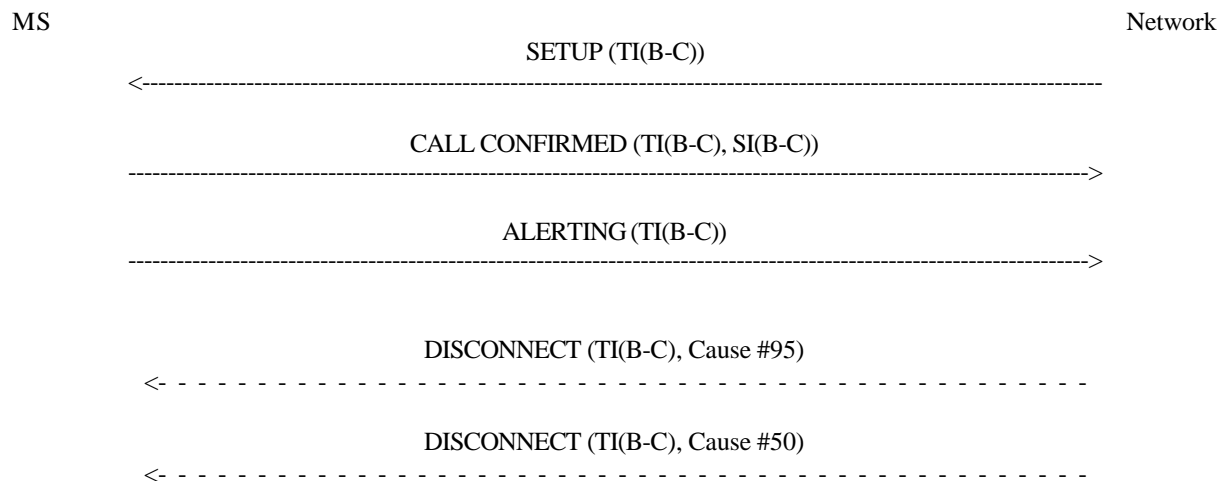 MS Network
SETUP (TI(B-C))
<------------------------------------------------------------------------------------------------------------------------
CALL CONFIRMED (TI(B-C), SI(B-C))
------------------------------------------------------------------------------------------------------------------------>
ALERTING (TI(B-C))
------------------------------------------------------------------------------------------------------------------------>
DISCONNECT (TI(B-C), Cause #95)
<- - - - - - - - - - - - - - - - - - - - - - - - - - - - - - - - - - - - - - - - - - - - - - -
DISCONNECT (TI(B-C), Cause #50)
<- - - - - - - - - - - - - - - - - - - - - - - - - - - - - - - - - - - - - - - - - - - - - - -